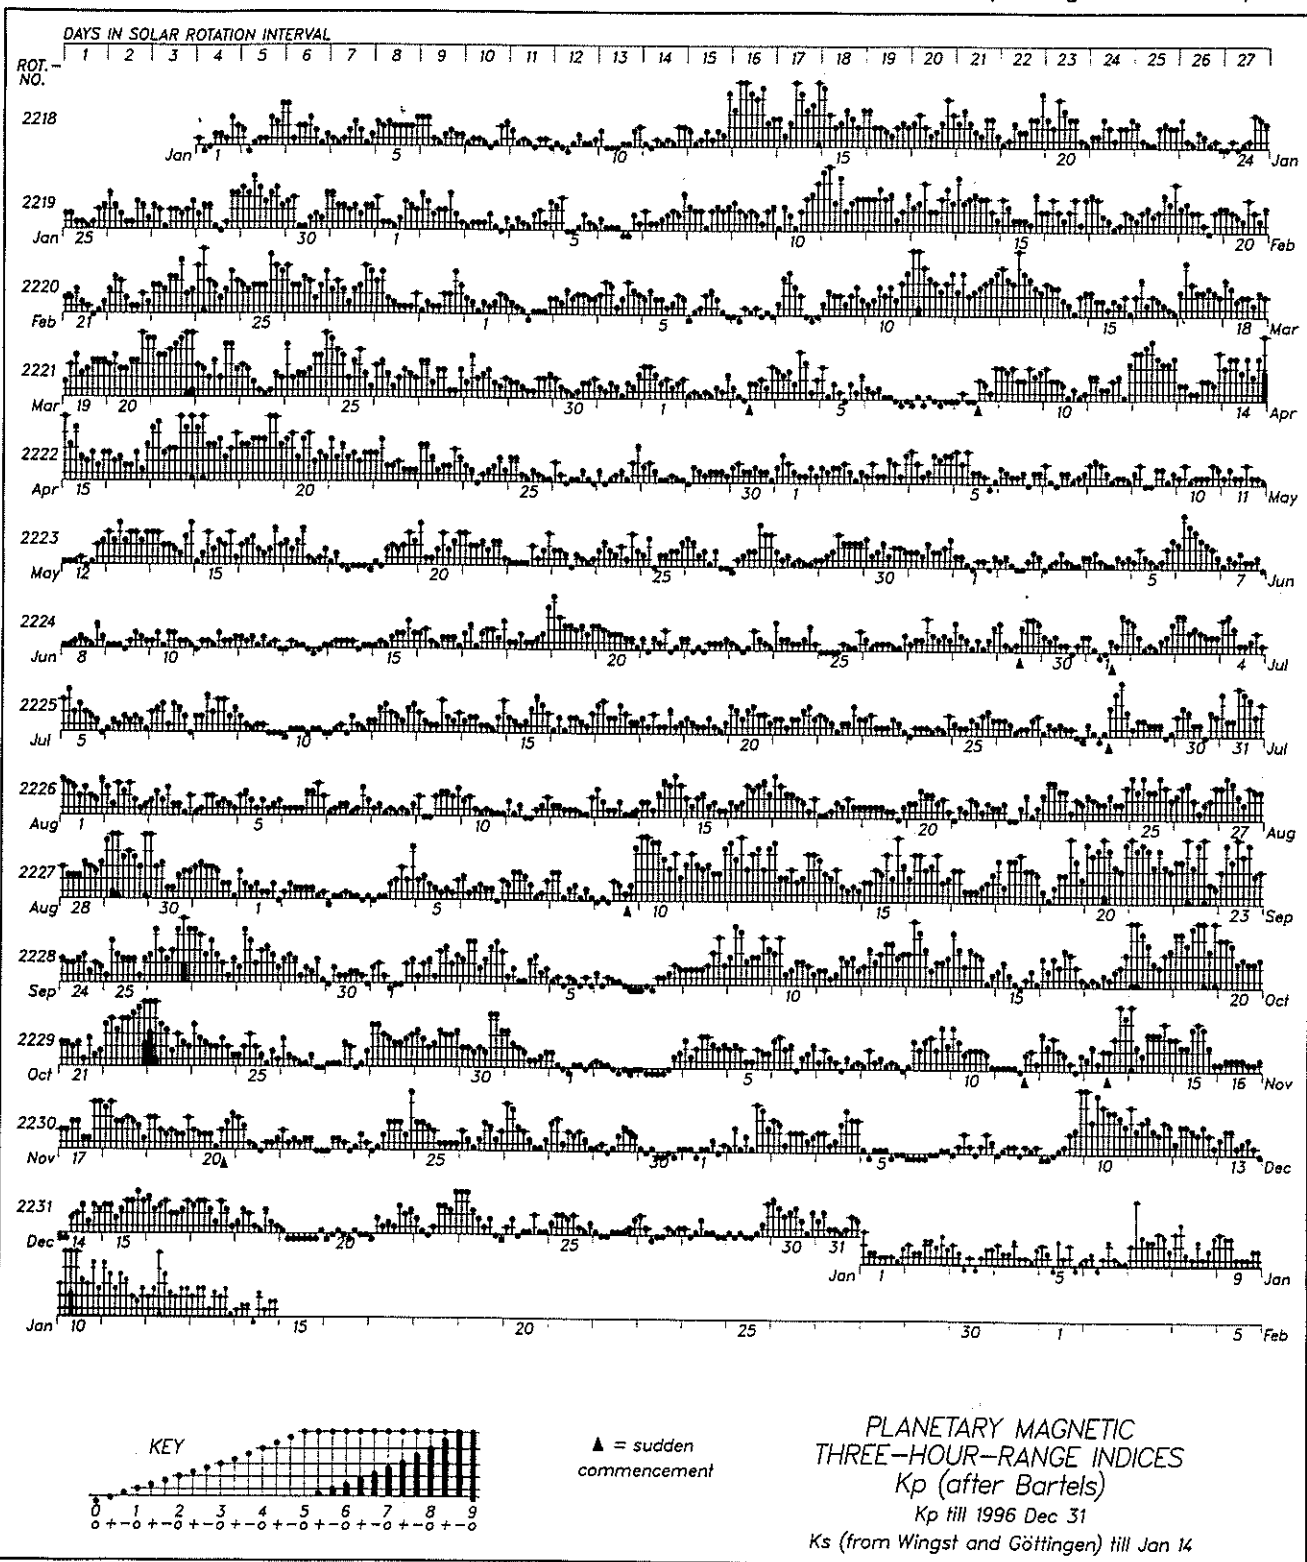 DAYS IN SOLAR ROTATION INTERVAL
ROT. NO.
1 2 3 4 5 6 7 8 9 10 11 12 13 14 15 16 17 18 19 20 21 22 23 24 25 26 27
2218
Jan 1 5 10 15 20 24 Jan
2219
Jan 25 30 1 5 10 15 20 Feb
2220
Feb 21 25 1 5 10 15 18 Mar
2221
Mar 19 20 25 30 1 5 10 14 Apr
2222
Apr 15 20 25 30 1 5 10 11 May
2223
May 12 15 20 25 30 1 5 7 Jun
2224
Jun 8 10 15 20 25 30 1 4 Jul
2225
Jul 5 10 15 20 25 30 31 Jul
2226
Aug 1 5 10 15 20 25 27 Aug
2227
Aug 28 30 1 5 10 15 20 23 Sep
2228
Sep 24 25 30 5 10 15 20 Oct
2229
Oct 21 25 30 1 5 10 15 16 Nov
2230
Nov 17 20 25 30 1 5 10 13 Dec
2231
Dec 14 15 20 25 30 31
Jan 1 5 9 Jan
Jan 10 15 20 25 30 1 5 Feb
KEY
0 1 2 3 4 5 6 7 8 9
o + - o + - o + - o + - o + - o + - o + - o + - o + - o + - o
▲ = sudden
commencement
PLANETARY MAGNETIC
THREE-HOUR-RANGE INDICES
Kp (after Bartels)
Kp till 1996 Dec 31
Ks (from Wingst and Göttingen) till Jan 14